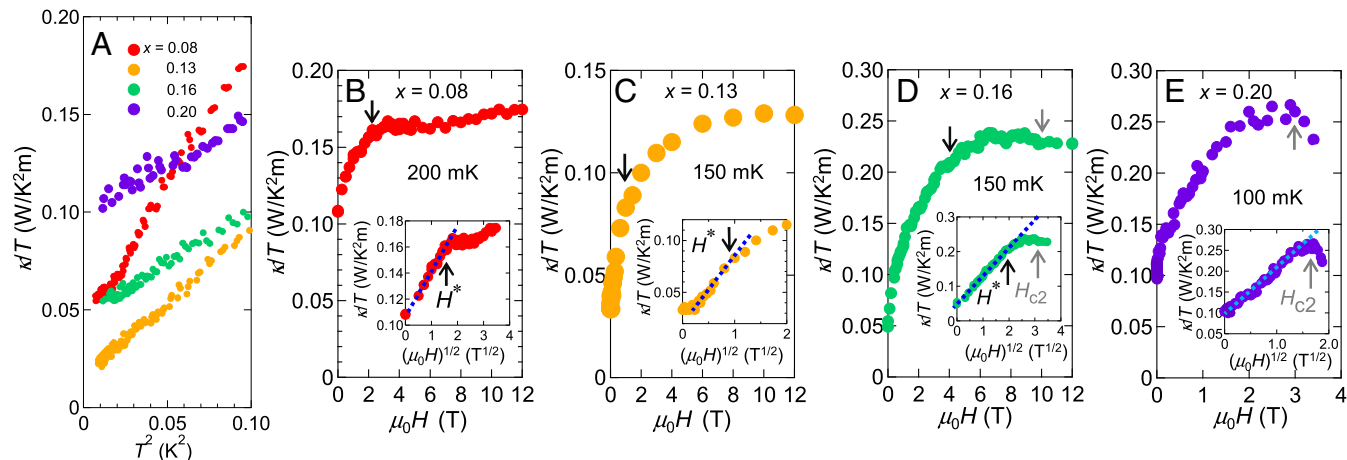 A
x = 0.08
0.13
0.16
0.20
0.20
0.15
0.10
0.05
0
0
0.05
0.10
κ/T (W/K²m)
T² (K²)
B
x = 0.08
200 mK
0.20
0.15
0.10
0.05
0.00
0 2 4 6 8 10 12
κ/T (W/K²m)
μ₀H (T)
0.18
0.16
0.14
0.12
0.10
0 1 2 3 4
κ/T (W/K²m)
(μ₀H)1/2 (T1/2)
H*
C
x = 0.13
150 mK
0.15
0.10
0.05
0.00
0 2 4 6 8 10 12
κ/T (W/K²m)
μ₀H (T)
0.10
0.05
0 1 2
κ/T (W/K²m)
(μ₀H)1/2 (T1/2)
H*
D
x = 0.16
150 mK
0.30
0.25
0.20
0.15
0.10
0.05
0.00
0 2 4 6 8 10 12
κ/T (W/K²m)
μ₀H (T)
0.3
0.2
0.1
0.0
0 1 2 3 4
κ/T (W/K²m)
(μ₀H)1/2 (T1/2)
H*
Hc2
E
x = 0.20
100 mK
0.30
0.25
0.20
0.15
0.10
0.05
0.00
0 1 2 3 4
κ/T (W/K²m)
μ₀H (T)
0.30
0.25
0.20
0.15
0.10
0.05
0.0 1.0 2.0
κ/T (W/K²m)
(μ₀H)1/2 (T1/2)
Hc2